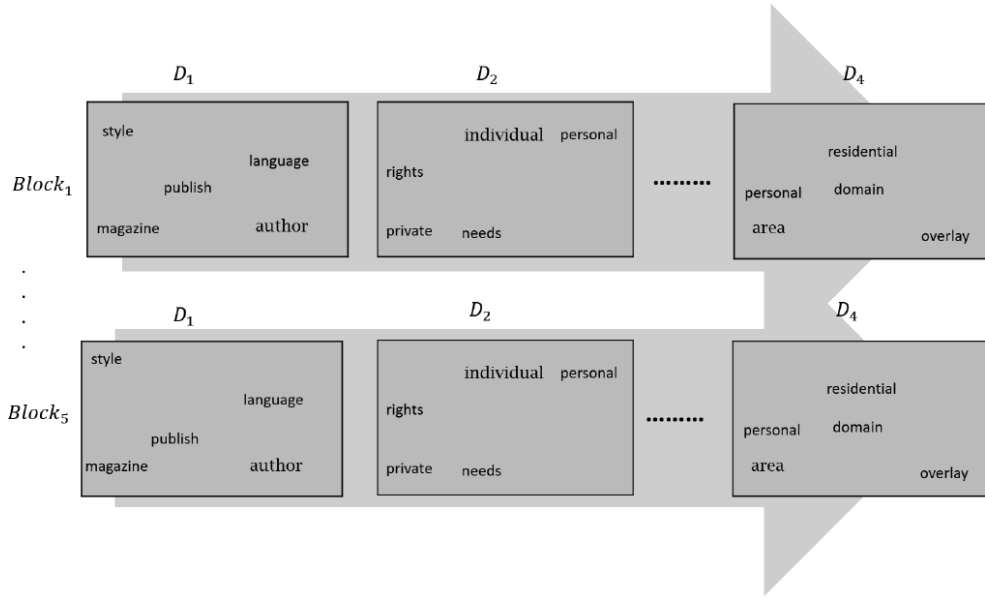 D₁ D₂ D₄
style
individual personal
residential
language
rights
Block₁
publish
.........
personal domain
magazine author
private needs
area
overlay
.
.
.
.
D₁ D₂ D₄
style
individual personal
residential
language
rights
Block₅
publish
.........
personal domain
magazine author
private needs
area
overlay